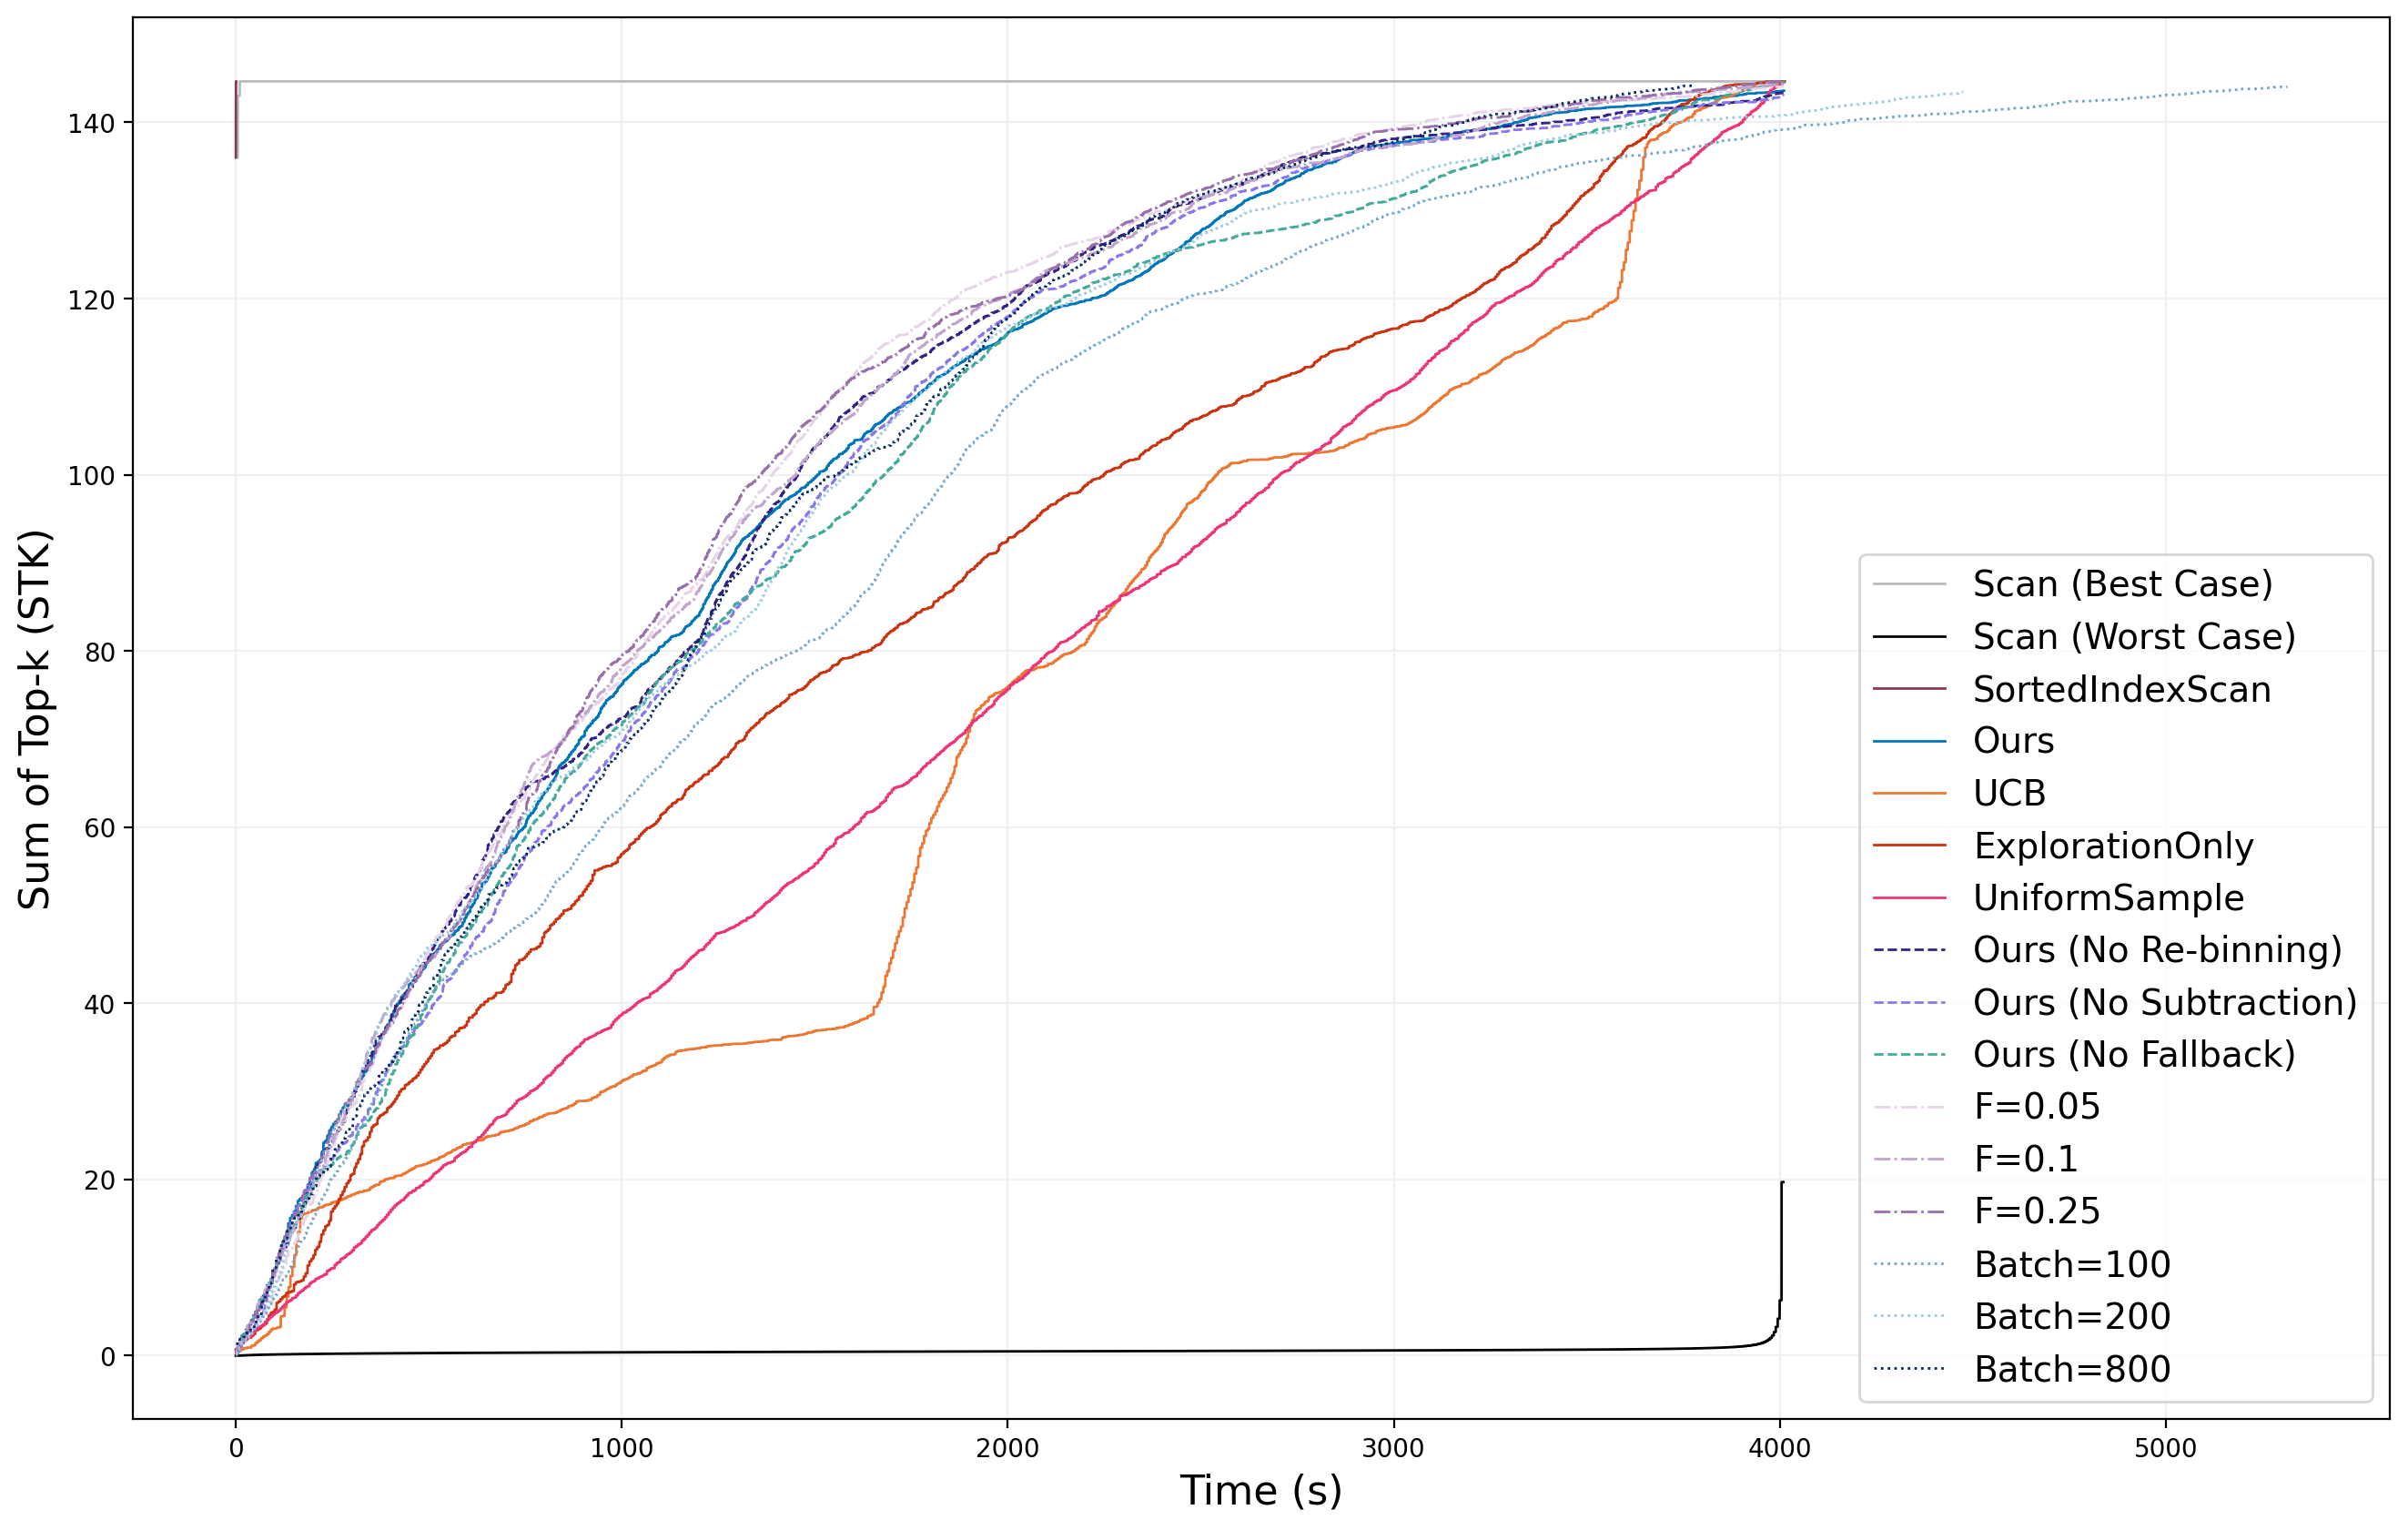 140
120
100
80
60
40
20
0
Sum of Top-k (STK)
0 1000 2000 3000 4000 5000
Time (s)
Scan (Best Case)
Scan (Worst Case)
SortedIndexScan
Ours
UCB
ExplorationOnly
UniformSample
Ours (No Re-binning)
Ours (No Subtraction)
Ours (No Fallback)
F=0.05
F=0.1
F=0.25
Batch=100
Batch=200
Batch=800